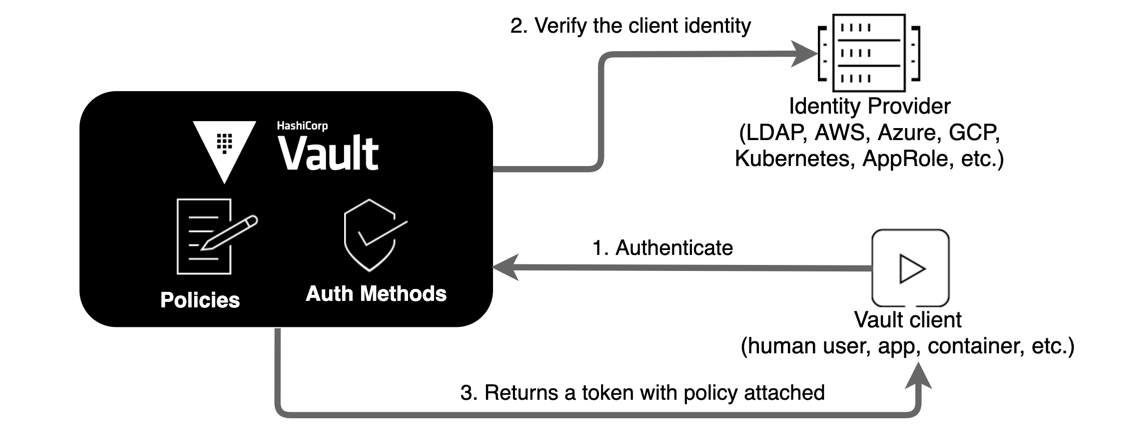 2. Verify the client identity
Identity Provider
(LDAP, AWS, Azure, GCP,
Kubernetes, AppRole, etc.)
HashiCorp
Vault
Policies
Auth Methods
1. Authenticate
Vault client
(human user, app, container, etc.)
3. Returns a token with policy attached